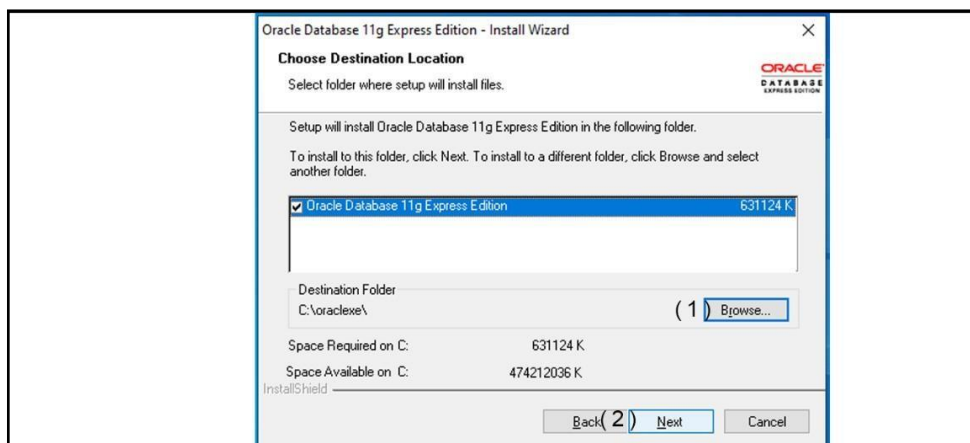 Oracle Database 11g Express Edition - Install Wizard
Choose Destination Location
Select folder where setup will install files.
ORACLE
DATABASE
EXPRESS EDITION
Setup will install Oracle Database 11g Express Edition in the following folder.
To install to this folder, click Next. To install to a different folder, click Browse and select
another folder.
Oracle Database 11g Express Edition 631124 K
Destination Folder
C:\oraclexe\ ( 1 ) Browse...
Space Required on C: 631124 K
Space Available on C: 474212036 K
InstallShield
Back ( 2 ) Next Cancel